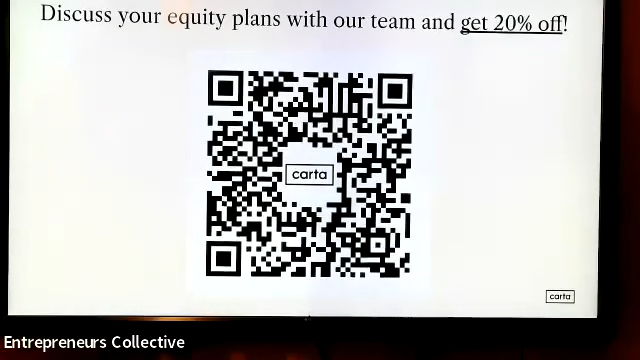 Discuss your equity plans with our team and get 20% off!
carta
carta
Entrepreneurs Collective